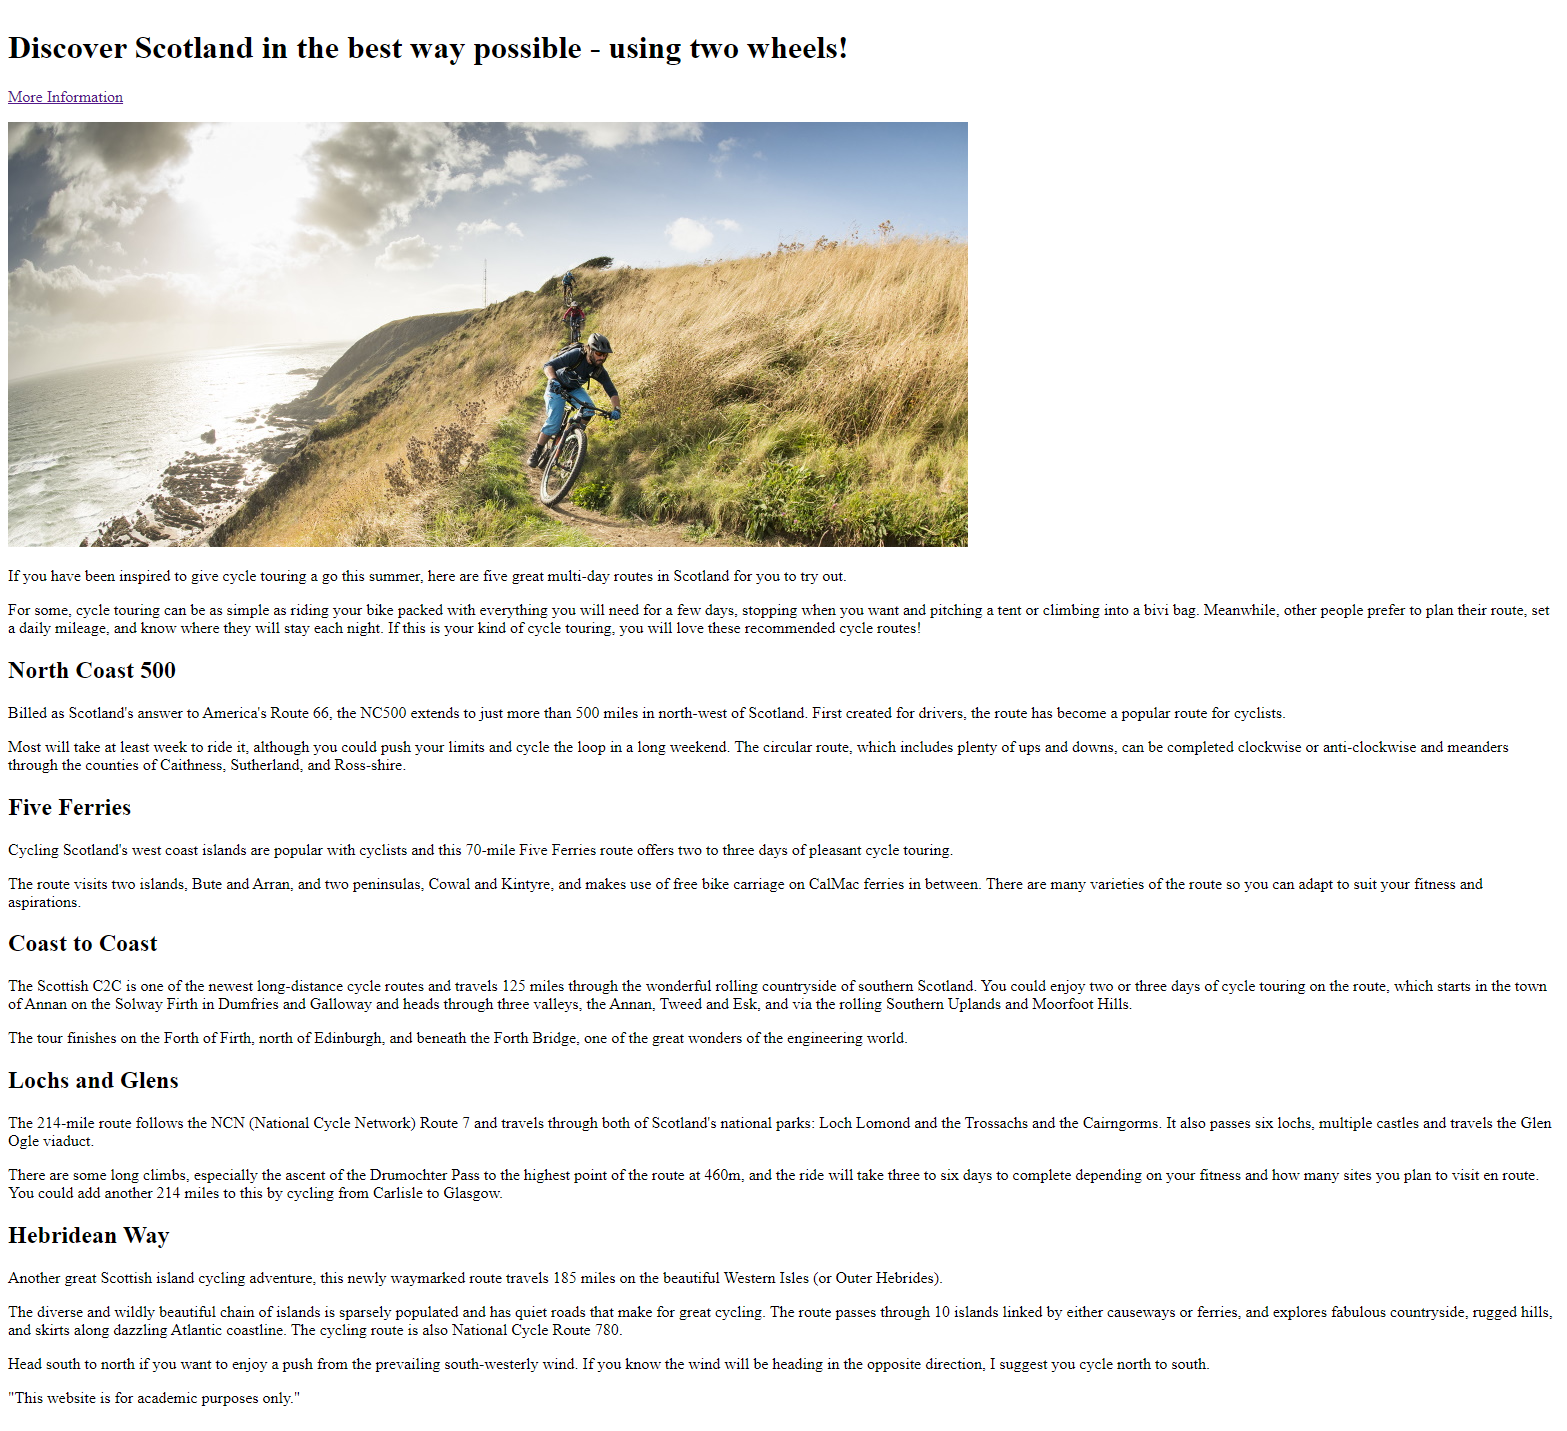 Discover Scotland in the best way possible - using two wheels!
More Information
If you have been inspired to give cycle touring a go this summer, here are five great multi-day routes in Scotland for you to try out.
For some, cycle touring can be as simple as riding your bike packed with everything you will need for a few days, stopping when you want and pitching a tent or climbing into a bivi bag. Meanwhile, other people prefer to plan their route, set
a daily mileage, and know where they will stay each night. If this is your kind of cycle touring, you will love these recommended cycle routes!
North Coast 500
Billed as Scotland's answer to America's Route 66, the NC500 extends to just more than 500 miles in north-west of Scotland. First created for drivers, the route has become a popular route for cyclists.
Most will take at least week to ride it, although you could push your limits and cycle the loop in a long weekend. The circular route, which includes plenty of ups and downs, can be completed clockwise or anti-clockwise and meanders
through the counties of Caithness, Sutherland, and Ross-shire.
Five Ferries
Cycling Scotland's west coast islands are popular with cyclists and this 70-mile Five Ferries route offers two to three days of pleasant cycle touring.
The route visits two islands, Bute and Arran, and two peninsulas, Cowal and Kintyre, and makes use of free bike carriage on CalMac ferries in between. There are many varieties of the route so you can adapt to suit your fitness and
aspirations.
Coast to Coast
The Scottish C2C is one of the newest long-distance cycle routes and travels 125 miles through the wonderful rolling countryside of southern Scotland. You could enjoy two or three days of cycle touring on the route, which starts in the town
of Annan on the Solway Firth in Dumfries and Galloway and heads through three valleys, the Annan, Tweed and Esk, and via the rolling Southern Uplands and Moorfoot Hills.
The tour finishes on the Forth of Firth, north of Edinburgh, and beneath the Forth Bridge, one of the great wonders of the engineering world.
Lochs and Glens
The 214-mile route follows the NCN (National Cycle Network) Route 7 and travels through both of Scotland's national parks: Loch Lomond and the Trossachs and the Cairngorms. It also passes six lochs, multiple castles and travels the Glen
Ogle viaduct.
There are some long climbs, especially the ascent of the Drumochter Pass to the highest point of the route at 460m, and the ride will take three to six days to complete depending on your fitness and how many sites you plan to visit en route.
You could add another 214 miles to this by cycling from Carlisle to Glasgow.
Hebridean Way
Another great Scottish island cycling adventure, this newly waymarked route travels 185 miles on the beautiful Western Isles (or Outer Hebrides).
The diverse and wildly beautiful chain of islands is sparsely populated and has quiet roads that make for great cycling. The route passes through 10 islands linked by either causeways or ferries, and explores fabulous countryside, rugged hills,
and skirts along dazzling Atlantic coastline. The cycling route is also National Cycle Route 780.
Head south to north if you want to enjoy a push from the prevailing south-westerly wind. If you know the wind will be heading in the opposite direction, I suggest you cycle north to south.
"This website is for academic purposes only."